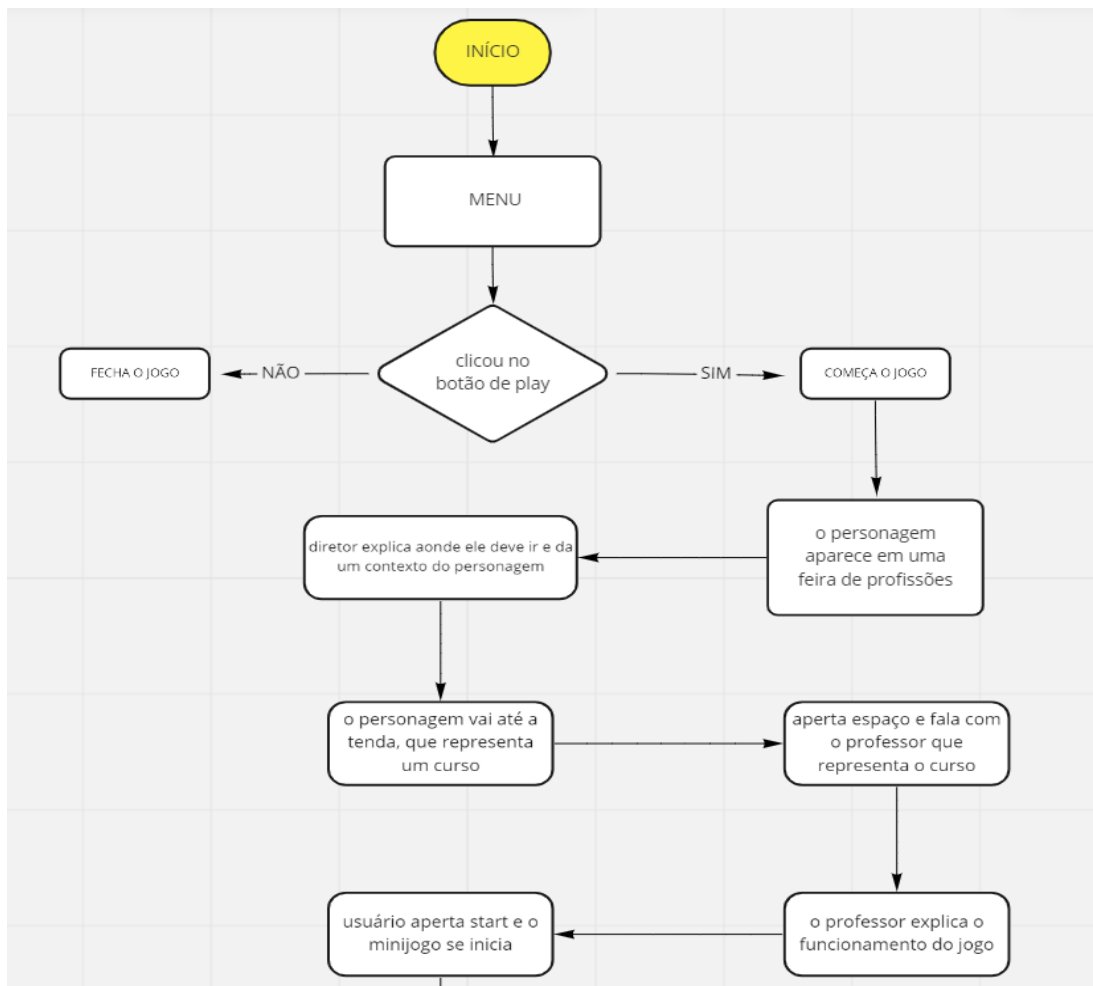 INÍCIO
MENU
clicou no
botão de play
FECHA O JOGO
NÃO
SIM
COMEÇA O JOGO
o personagem
aparece em uma
feira de profissões
diretor explica aonde ele deve ir e da
um contexto do personagem
o personagem vai até a
tenda, que representa
um curso
aperta espaço e fala com
o professor que
representa o curso
o professor explica o
funcionamento do jogo
usuário aperta start e o
minijogo se inicia